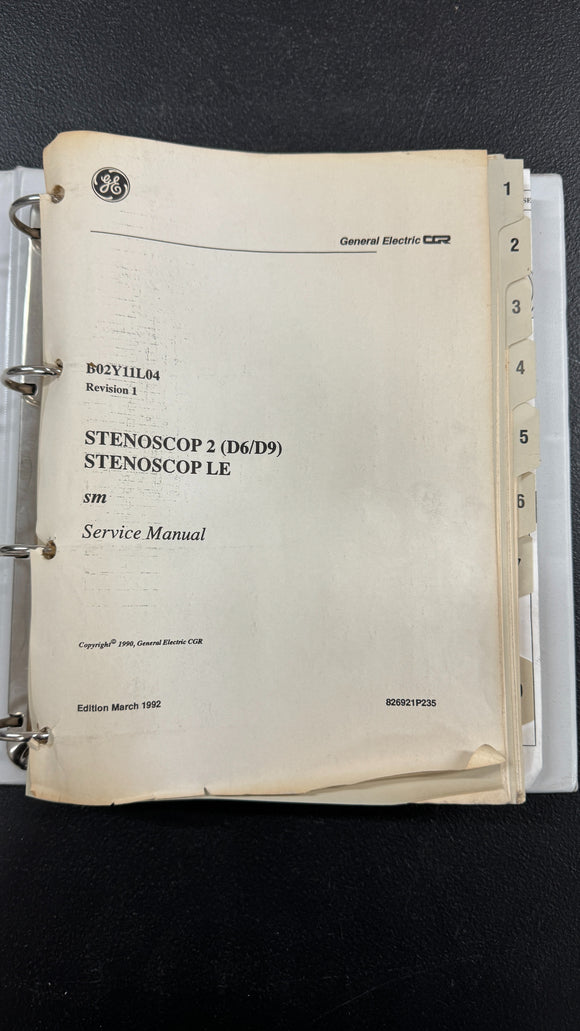 GE
General Electric CGR
B02Y11L04
Revision 1
STENOSCOP 2 (D6/D9)
STENOSCOP LE
sm
Service Manual
Copyright© 1990, General Electric CGR
Edition March 1992
826921P235
1
2
3
4
5
6